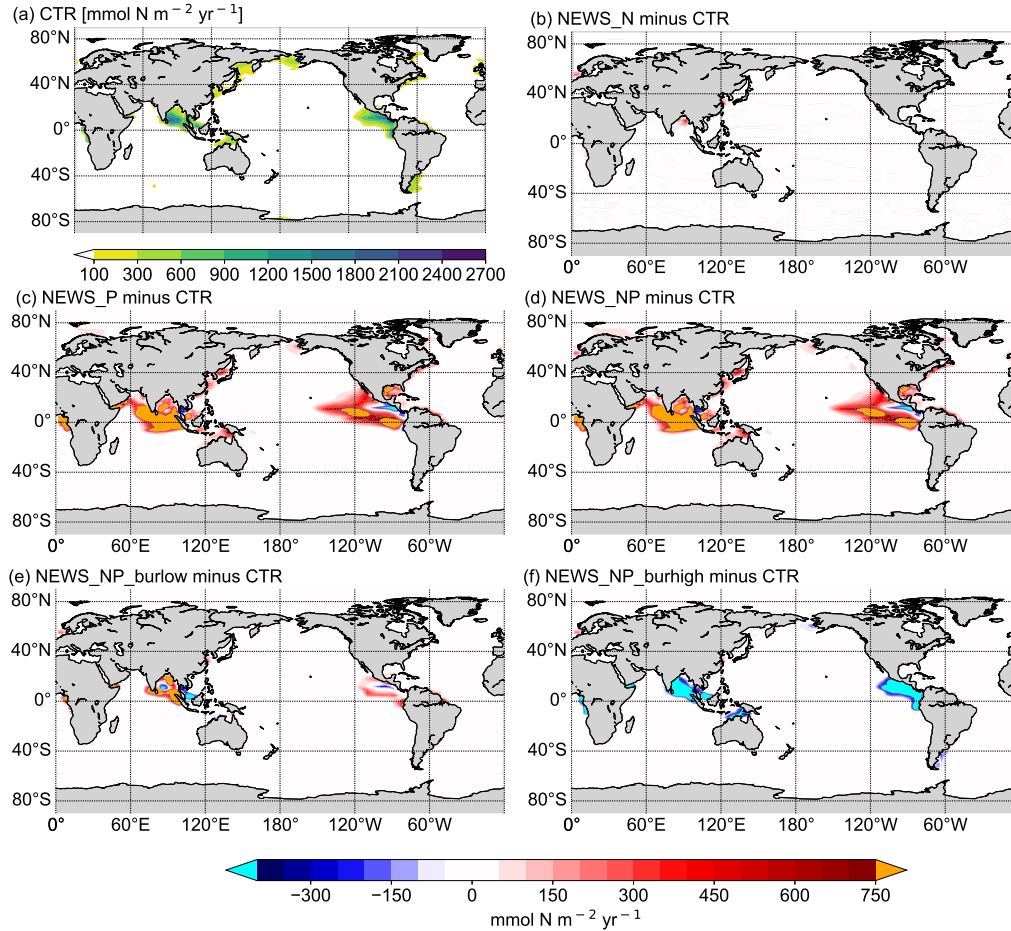 (a) CTR [mmol N m⁻² yr⁻¹]
80°N
40°N
0°
40°S
80°S
100 300 600 900 1200 1500 1800 2100 2400 2700
(b) NEWS_N minus CTR
80°N
40°N
0°
40°S
80°S
0° 60°E 120°E 180° 120°W 60°W
(c) NEWS_P minus CTR
80°N
40°N
0°
40°S
80°S
0° 60°E 120°E 180° 120°W 60°W
(d) NEWS_NP minus CTR
80°N
40°N
0°
40°S
80°S
0° 60°E 120°E 180° 120°W 60°W
(e) NEWS_NP_burlow minus CTR
80°N
40°N
0°
40°S
80°S
0° 60°E 120°E 180° 120°W 60°W
(f) NEWS_NP_burhigh minus CTR
80°N
40°N
0°
40°S
80°S
0° 60°E 120°E 180° 120°W 60°W
−300 −150 0 150 300 450 600 750
mmol N m⁻² yr⁻¹